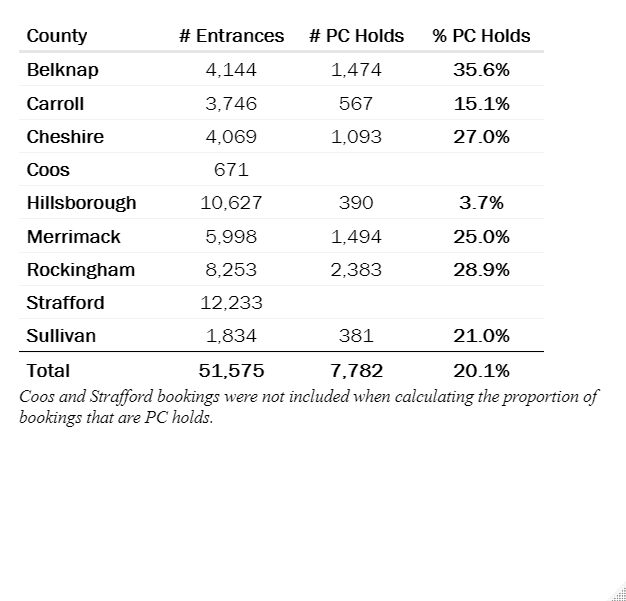 County # Entrances # PC Holds % PC Holds
Belknap 4,144 1,474 35.6%
Carroll 3,746 567 15.1%
Cheshire 4,069 1,093 27.0%
Coos 671
Hillsborough 10,627 390 3.7%
Merrimack 5,998 1,494 25.0%
Rockingham 8,253 2,383 28.9%
Strafford 12,233
Sullivan 1,834 381 21.0%
Total 51,575 7,782 20.1%
Coos and Strafford bookings were not included when calculating the proportion of
bookings that are PC holds.